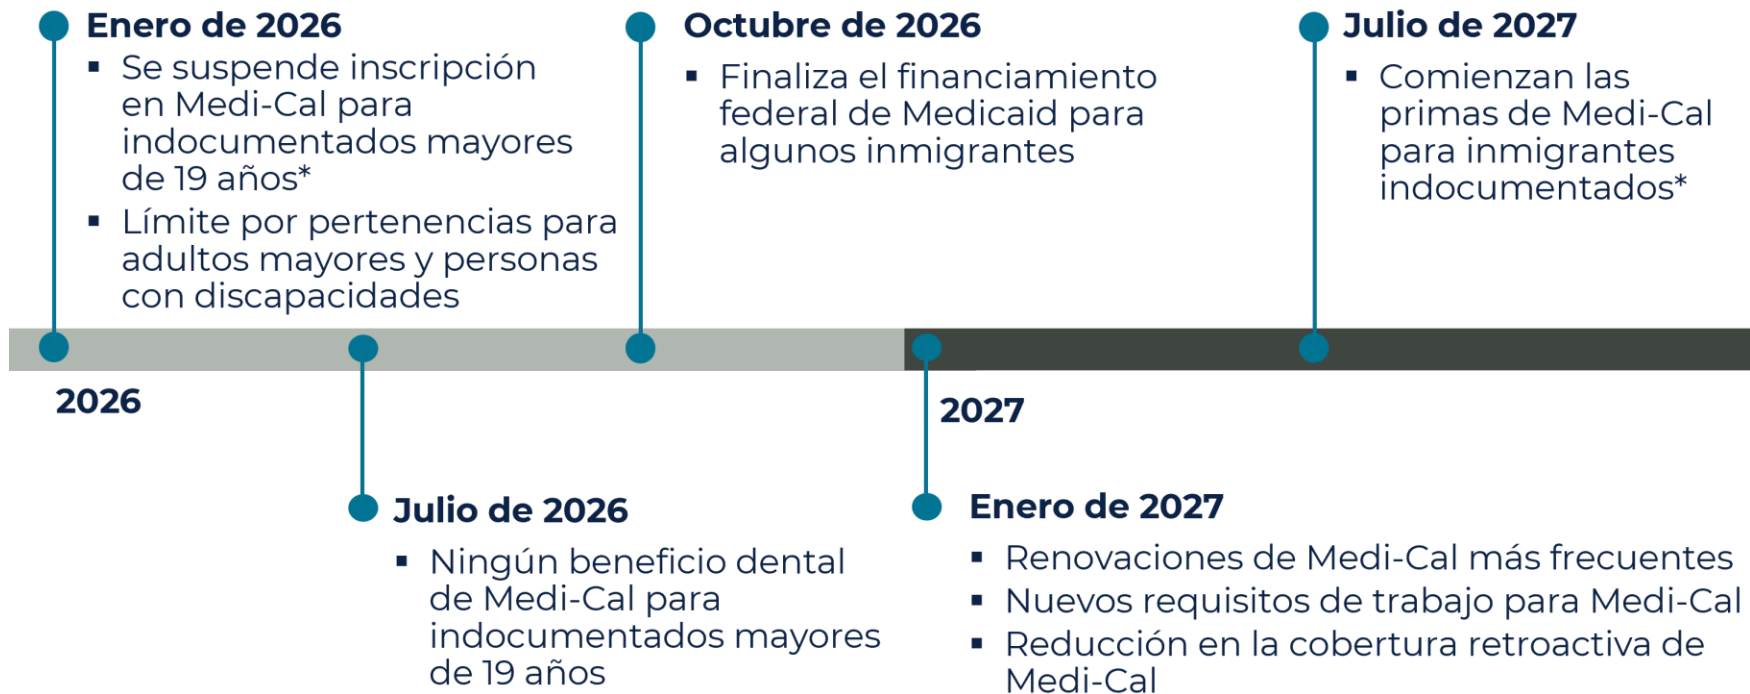 Enero de 2026
▪ Se suspende inscripción
en Medi-Cal para
indocumentados mayores
de 19 años*
▪ Límite por pertenencias para
adultos mayores y personas
con discapacidades
Octubre de 2026
▪ Finaliza el financiamiento
federal de Medicaid para
algunos inmigrantes
Julio de 2027
▪ Comienzan las
primas de Medi-Cal
para inmigrantes
indocumentados*
2026
2027
Julio de 2026
▪ Ningún beneficio dental
de Medi-Cal para
indocumentados mayores
de 19 años
Enero de 2027
▪ Renovaciones de Medi-Cal más frecuentes
▪ Nuevos requisitos de trabajo para Medi-Cal
▪ Reducción en la cobertura retroactiva de
Medi-Cal